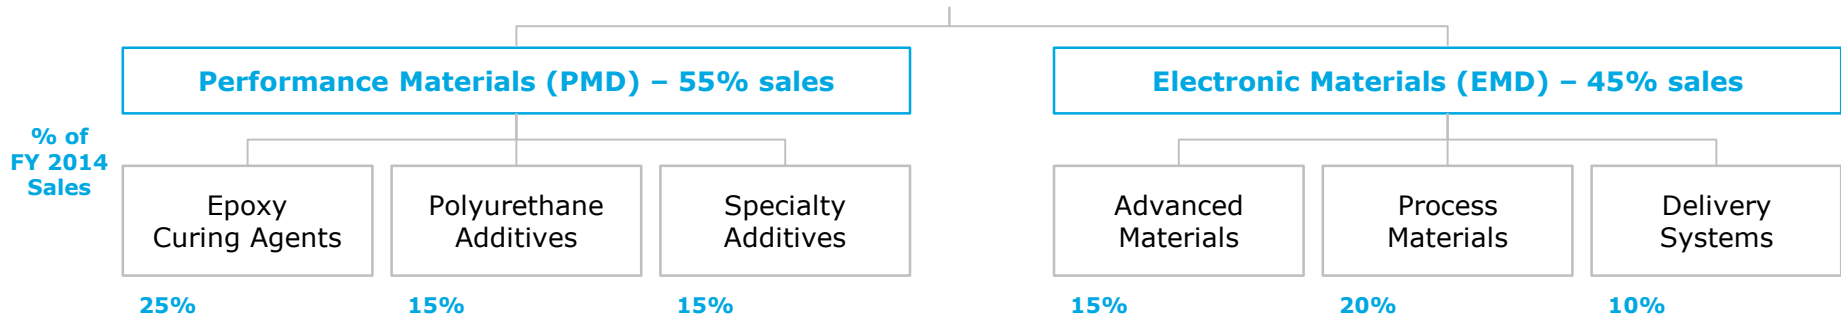 Performance Materials (PMD) – 55% sales
Electronic Materials (EMD) – 45% sales
% of
FY 2014
Sales
Epoxy
Curing Agents
Polyurethane
Additives
Specialty
Additives
Advanced
Materials
Process
Materials
Delivery
Systems
25%
15%
15%
15%
20%
10%